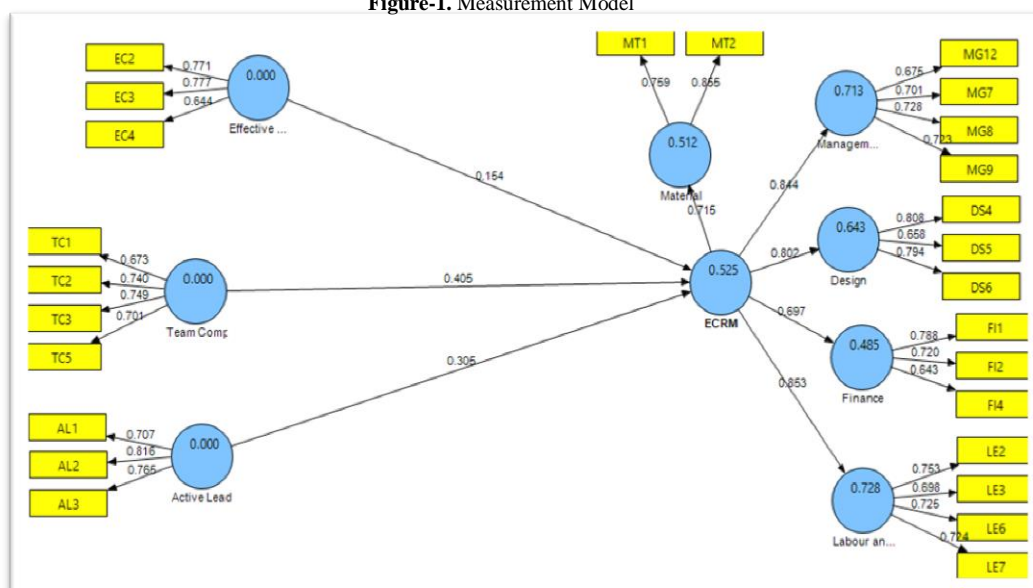 Figure-1. Measurement Model
EC2
EC3
EC4
0.771
0.777
0.644
0.000
Effective ...
TC1
TC2
TC3
TC5
0.673
0.740
0.749
0.701
0.000
Team Comp
AL1
AL2
AL3
0.707
0.816
0.765
0.000
Active Lead
0.154
0.405
0.305
MT1
MT2
0.759
0.855
0.512
Material
0.715
0.525
ECRM
0.844
0.802
0.697
0.853
0.713
Managem...
0.675
0.701
0.728
0.723
MG12
MG7
MG8
MG9
0.643
Design
0.808
0.658
0.794
DS4
DS5
DS6
0.485
Finance
0.788
0.720
0.643
FI1
FI2
FI4
0.728
Labour an...
0.753
0.698
0.725
0.724
LE2
LE3
LE6
LE7